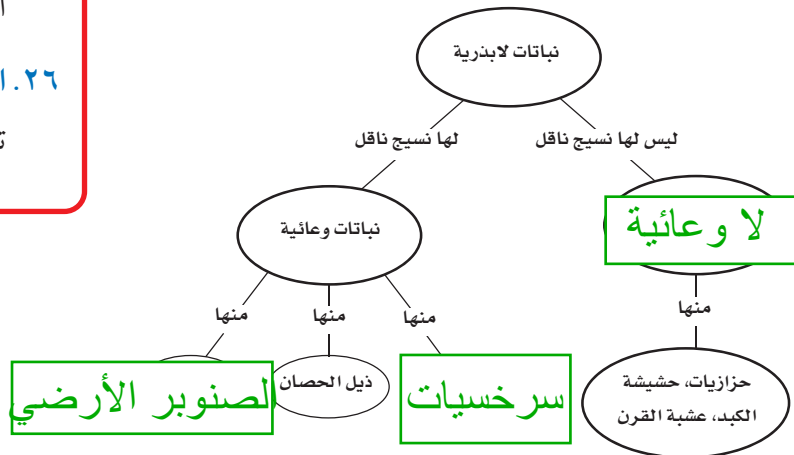 ٢٦.
نباتات لابذرية
ليس لها نسيج ناقل
لها نسيج ناقل
لا وعائية
نباتات وعائية
منها
منها
منها
منها
حزازيات، حشيشة
الكبد، عشبة القرن
سرخسيات
ذيل الحصان
الصنوبر الأرضي